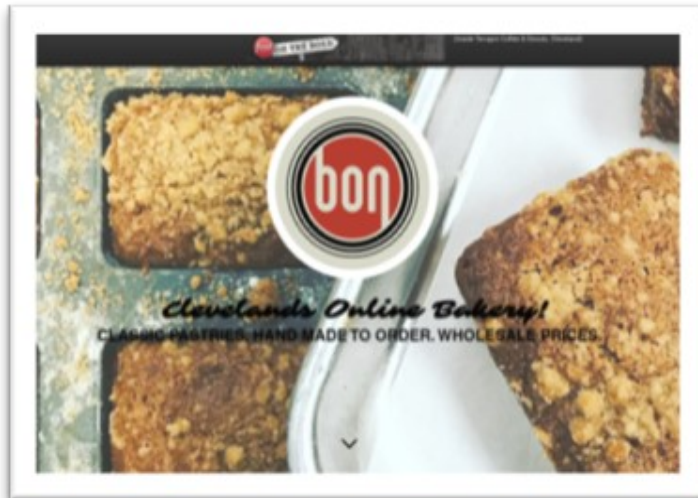 bon
Clevelands Online Bakery!
CLASSIC PASTRIES. HAND MADE TO ORDER. WHOLESALE PRICES